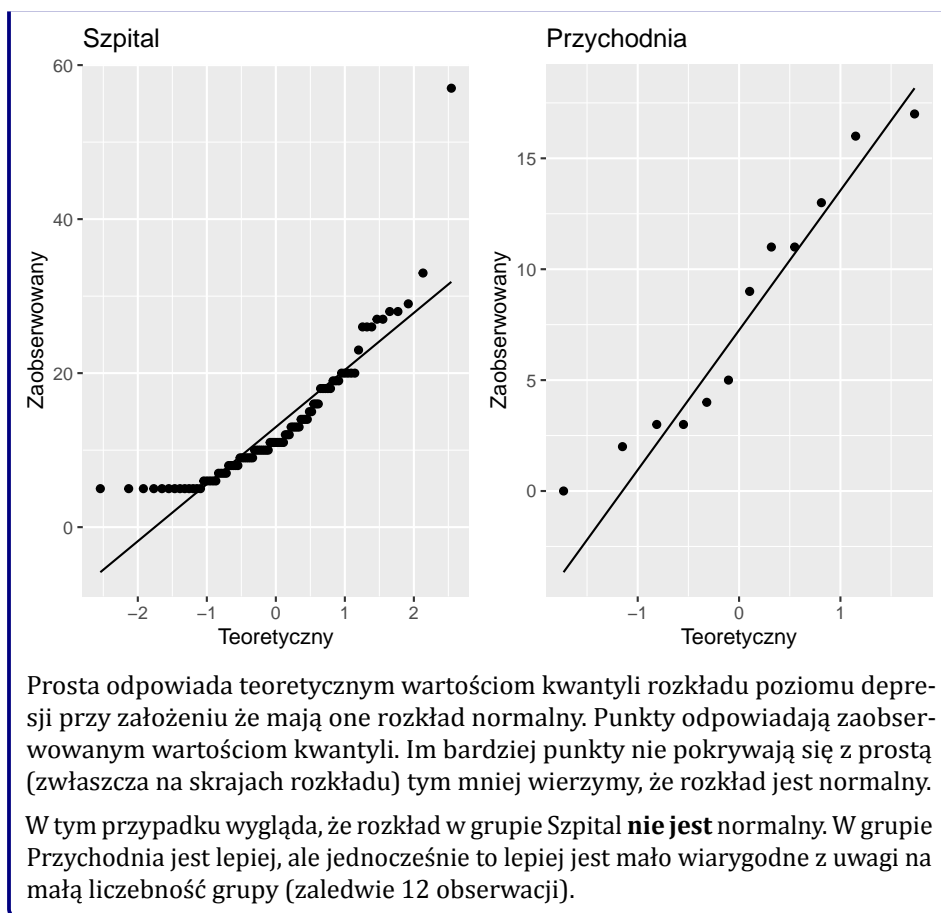 Szpital
Przychodnia
60
40
20
0
Zaobserwowany
−2
−1
0
1
2
Teoretyczny
15
10
5
0
Zaobserwowany
−1
0
1
Teoretyczny
Prosta odpowiada teoretycznym wartościom kwantyli rozkładu poziomu depre-
sji przy założeniu że mają one rozkład normalny. Punkty odpowiadają zaobser-
wowanym wartościom kwantyli. Im bardziej punkty nie pokrywają się z prostą
(zwłaszcza na skrajach rozkładu) tym mniej wierzymy, że rozkład jest normalny.
W tym przypadku wygląda, że rozkład w grupie Szpital nie jest normalny. W grupie
Przychodnia jest lepiej, ale jednocześnie to lepiej jest mało wiarygodne z uwagi na
małą liczebność grupy (zaledwie 12 obserwacji).